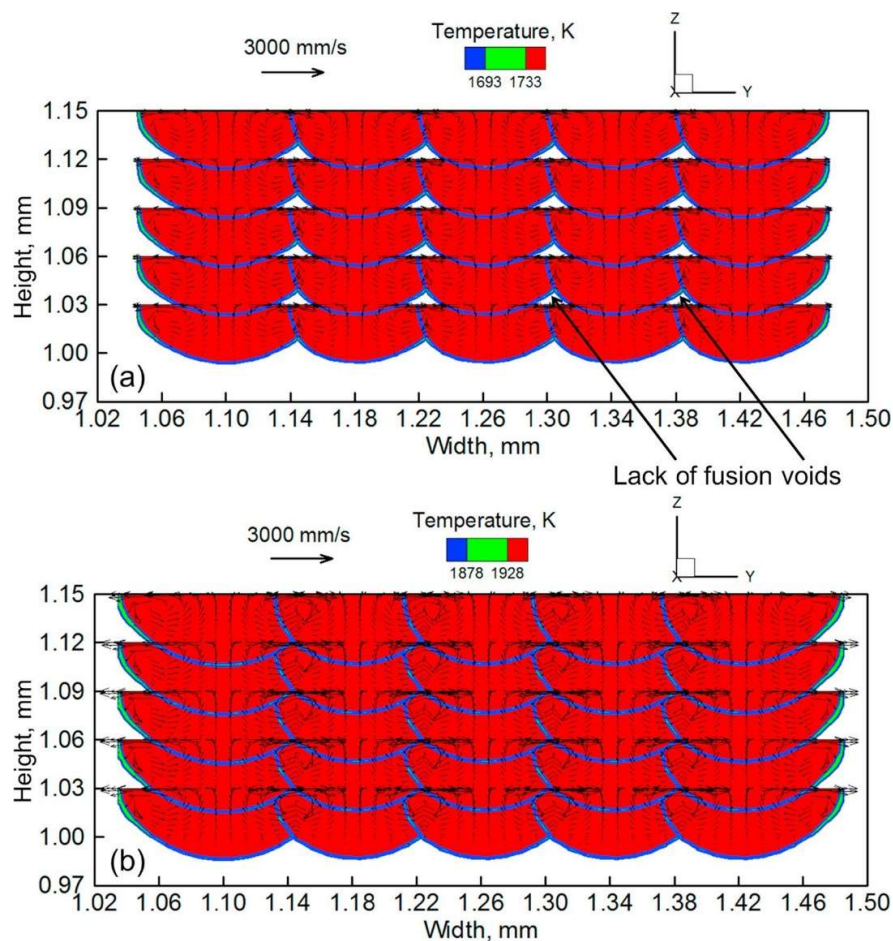 Temperature, K
3000 mm/s
1693 1733
Z
X Y
1.15
1.12
1.09
1.06
1.03
1.00
0.97
Height, mm
(a)
1.02 1.06 1.10 1.14 1.18 1.22 1.26 1.30 1.34 1.38 1.42 1.46 1.50
Width, mm
Lack of fusion voids
Temperature, K
3000 mm/s
1878 1928
Z
X Y
1.15
1.12
1.09
1.06
1.03
1.00
0.97
Height, mm
(b)
1.02 1.06 1.10 1.14 1.18 1.22 1.26 1.30 1.34 1.38 1.42 1.46 1.50
Width, mm